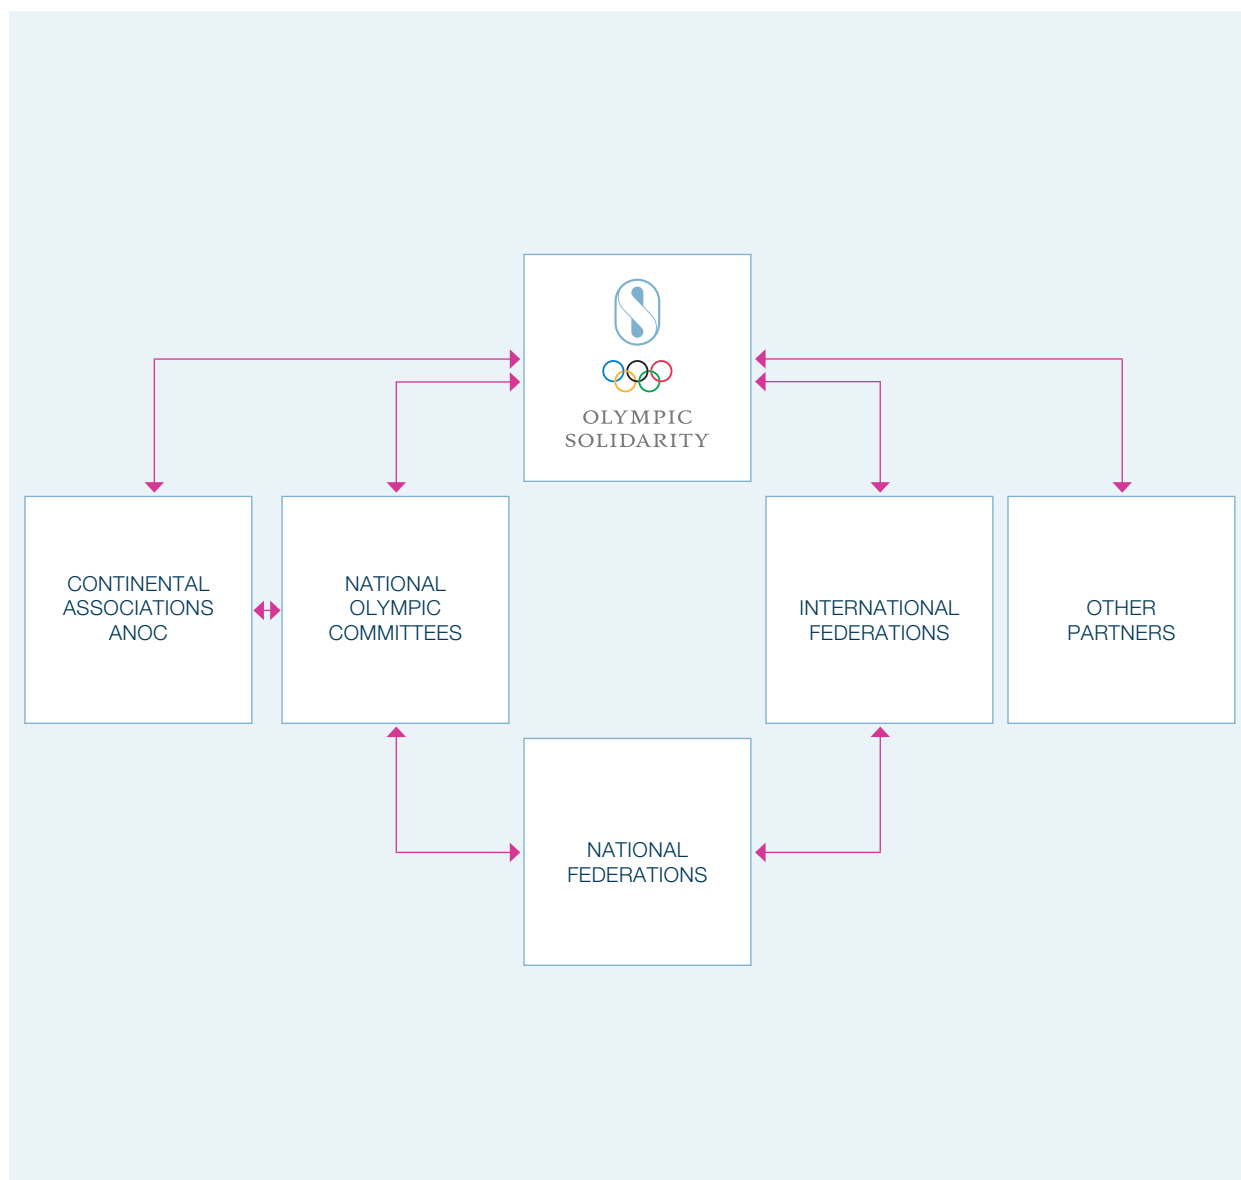 OLYMPIC
SOLIDARITY
CONTINENTAL
ASSOCIATIONS
ANOC
NATIONAL
OLYMPIC
COMMITTEES
INTERNATIONAL
FEDERATIONS
OTHER
PARTNERS
NATIONAL
FEDERATIONS